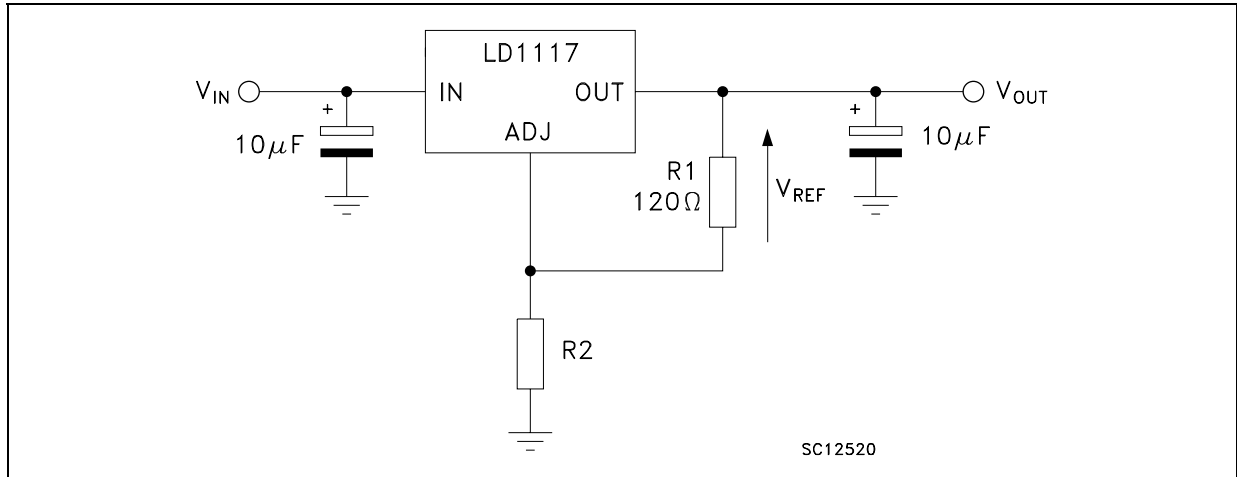 LD1117
V_IN
IN
OUT
V_OUT
+
+
10μF
ADJ
10μF
R1
120Ω
V_REF
R2
SC12520